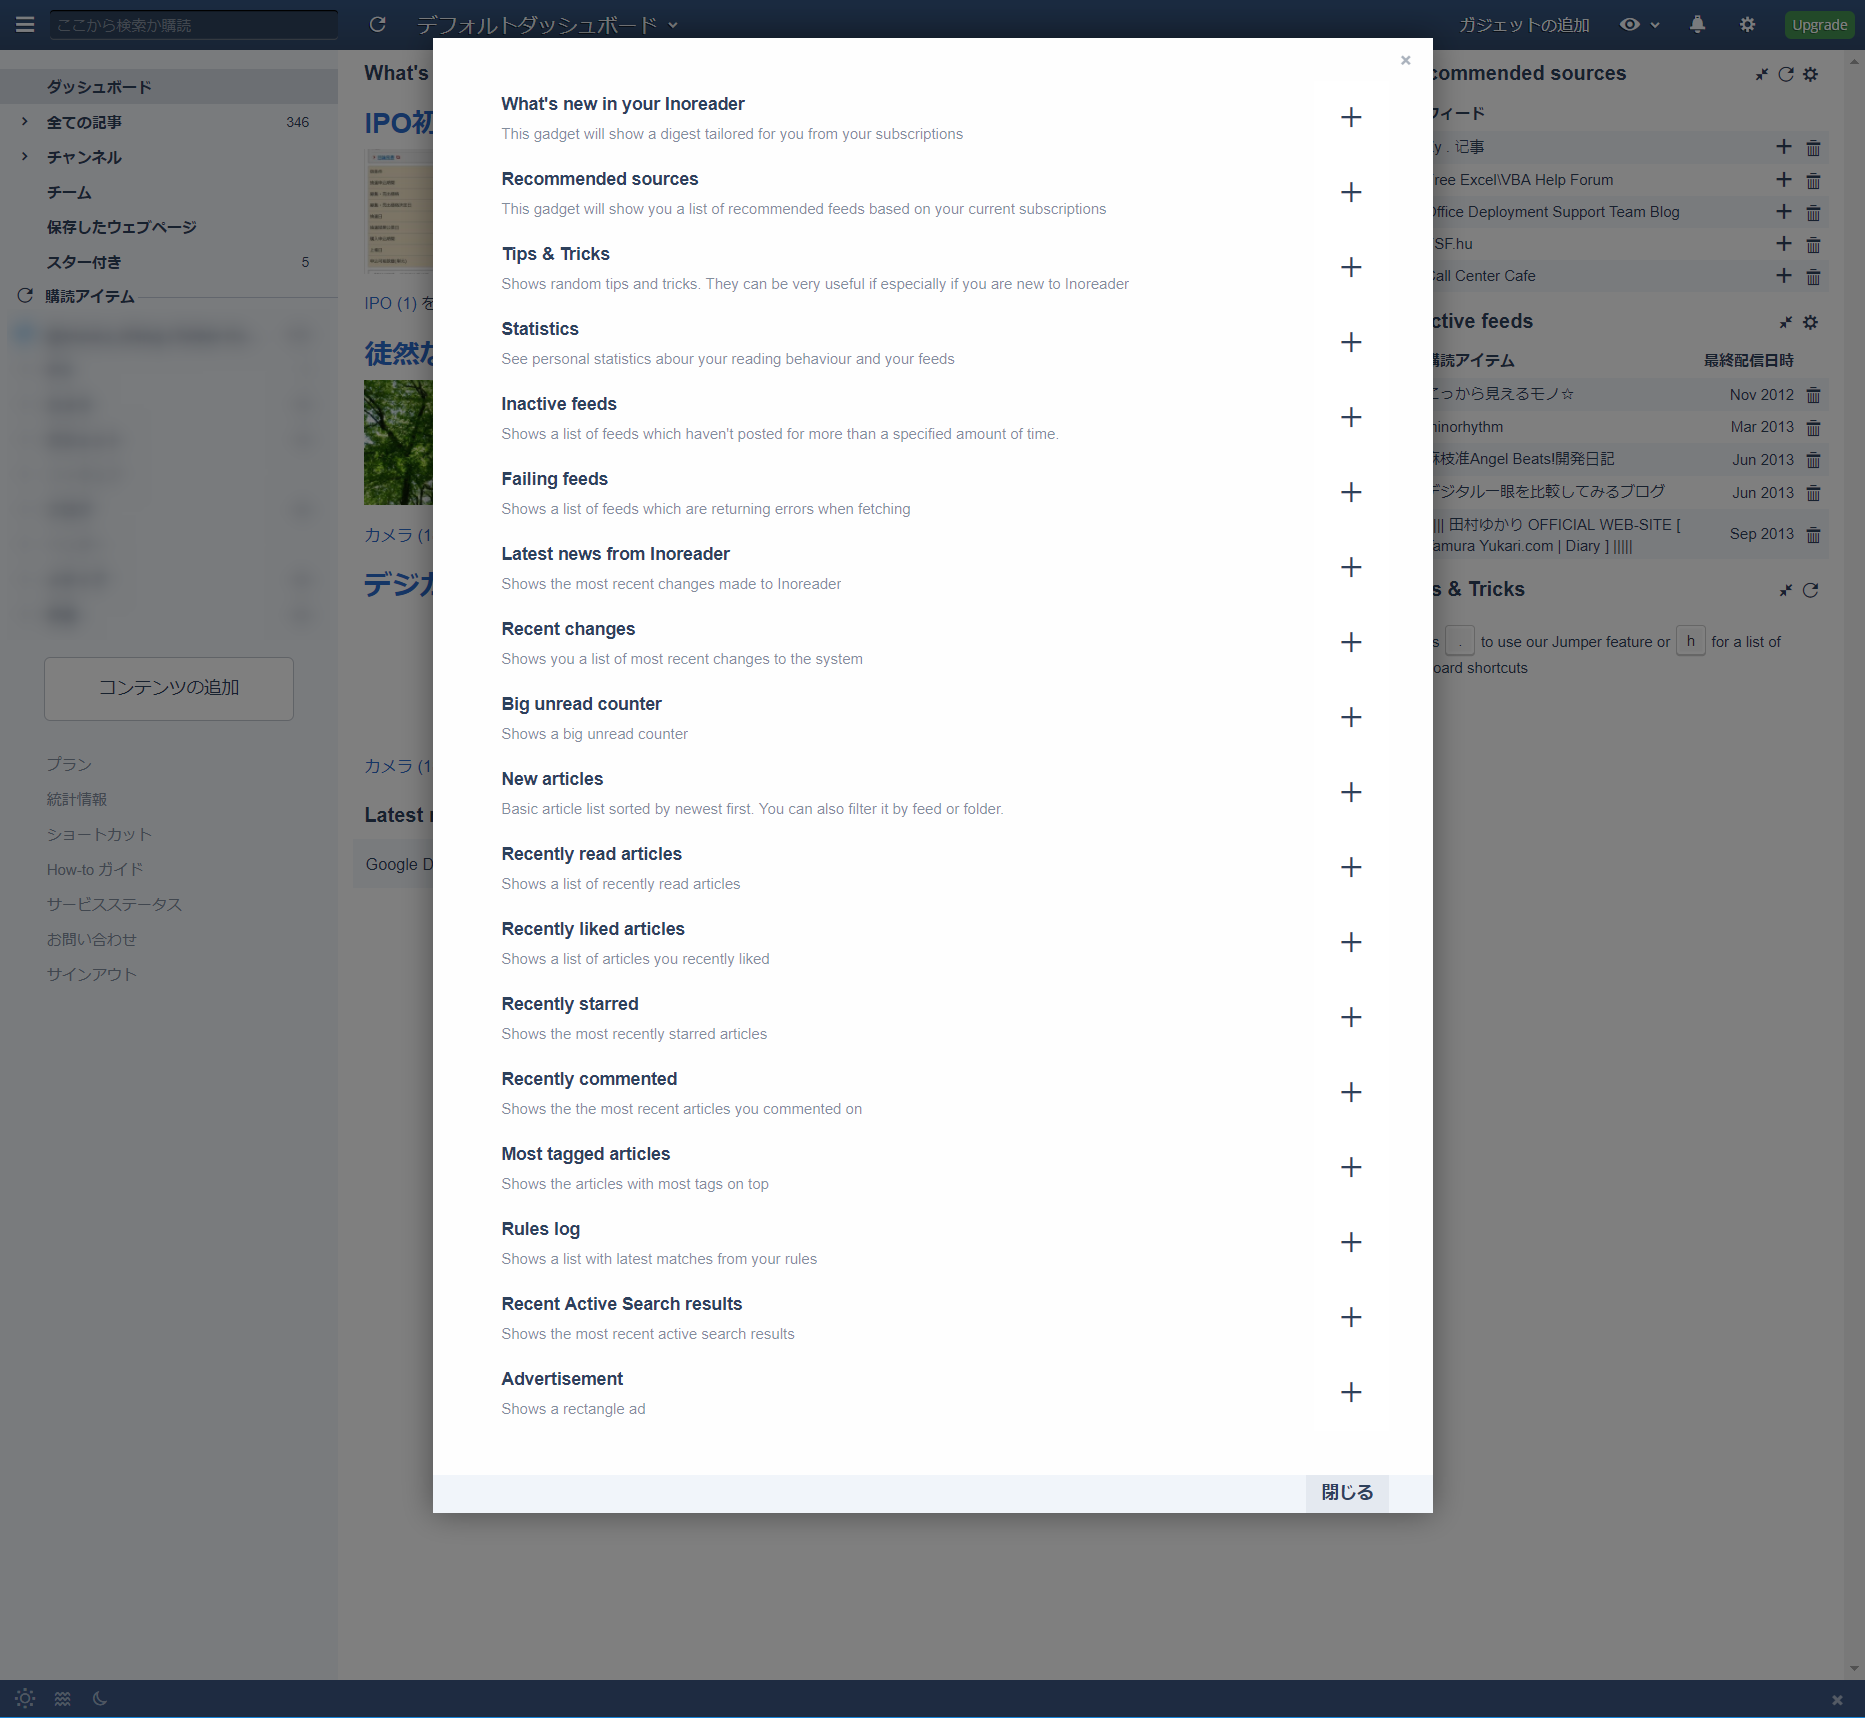 ここから検索か購読
デフォルトダッシュボード
ガジェットの追加
Upgrade
ダッシュボード
全ての記事 346
チャンネル
チーム
保存したウェブページ
スター付き 5
購読アイテム
コンテンツの追加
プラン
統計情報
ショートカット
How-to ガイド
サービスステータス
お問い合わせ
サインアウト
What's
IPO初
IPO (1) を
徒然な
カメラ (1
デジカ
カメラ (1
Latest
Google D
×
What's new in your Inoreader
This gadget will show a digest tailored for you from your subscriptions
Recommended sources
This gadget will show you a list of recommended feeds based on your current subscriptions
Tips & Tricks
Shows random tips and tricks. They can be very useful if especially if you are new to Inoreader
Statistics
See personal statistics abour your reading behaviour and your feeds
Inactive feeds
Shows a list of feeds which haven't posted for more than a specified amount of time.
Failing feeds
Shows a list of feeds which are returning errors when fetching
Latest news from Inoreader
Shows the most recent changes made to Inoreader
Recent changes
Shows you a list of most recent changes to the system
Big unread counter
Shows a big unread counter
New articles
Basic article list sorted by newest first. You can also filter it by feed or folder.
Recently read articles
Shows a list of recently read articles
Recently liked articles
Shows a list of articles you recently liked
Recently starred
Shows the most recently starred articles
Recently commented
Shows the the most recent articles you commented on
Most tagged articles
Shows the articles with most tags on top
Rules log
Shows a list with latest matches from your rules
Recent Active Search results
Shows the most recent active search results
Advertisement
Shows a rectangle ad
閉じる
commended sources
フィード
y . 记事
ree Excel\VBA Help Forum
Office Deployment Support Team Blog
SF.hu
Call Center Cafe
ctive feeds
購読アイテム 最終配信日時
こっから見えるモノ☆ Nov 2012
inorhythm Mar 2013
麻枝准Angel Beats!開発日記 Jun 2013
デジタル一眼を比較してみるブログ Jun 2013
||| 田村ゆかり OFFICIAL WEB-SITE [
amura Yukari.com | Diary ] ||||| Sep 2013
s & Tricks
s . to use our Jumper feature or h for a list of
oard shortcuts